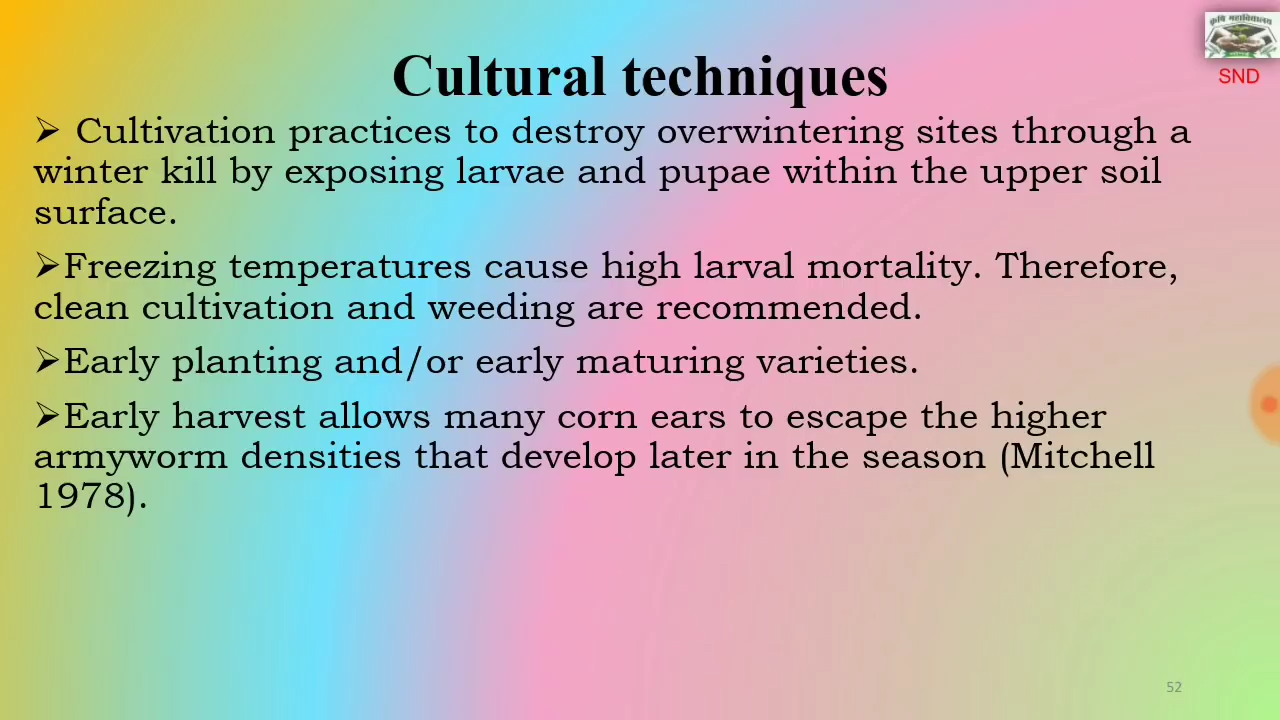 कृषि महाविद्यालय
SND
Cultural techniques
➢ Cultivation practices to destroy overwintering sites through a
winter kill by exposing larvae and pupae within the upper soil
surface.
➢Freezing temperatures cause high larval mortality. Therefore,
clean cultivation and weeding are recommended.
➢Early planting and/or early maturing varieties.
➢Early harvest allows many corn ears to escape the higher
armyworm densities that develop later in the season (Mitchell
1978).
52